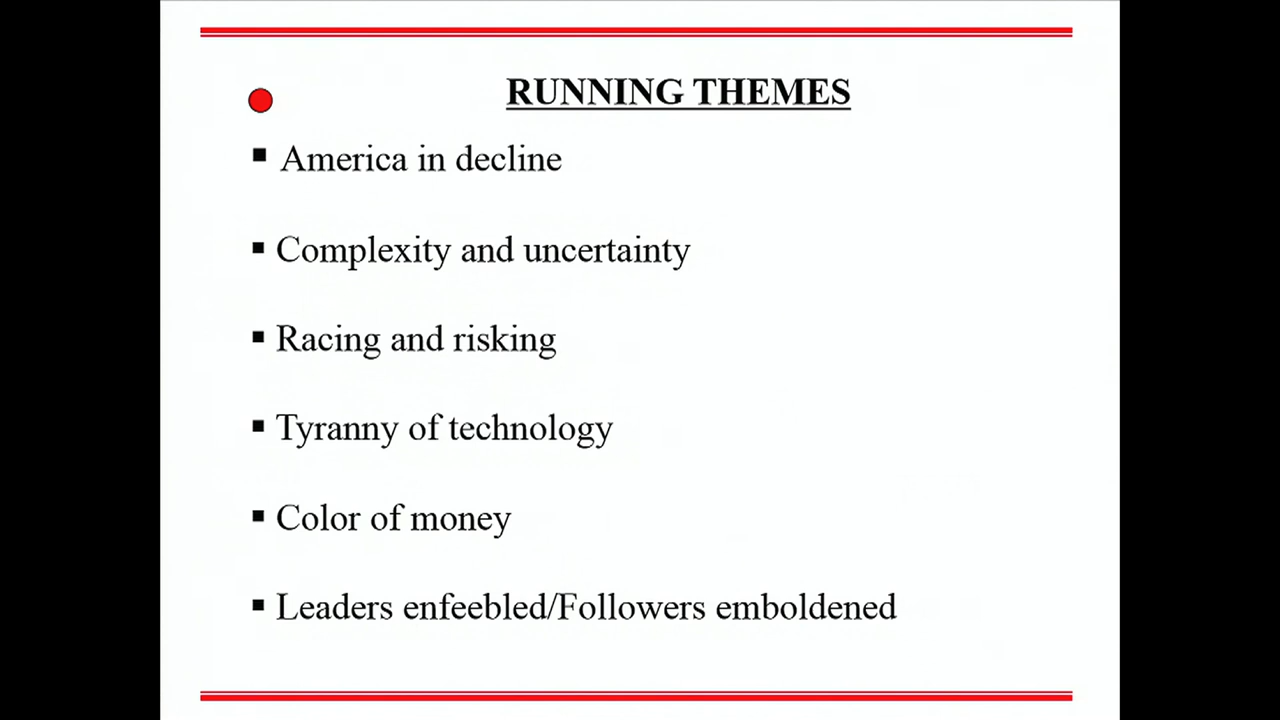 RUNNING THEMES
▪ America in decline
▪ Complexity and uncertainty
▪ Racing and risking
▪ Tyranny of technology
▪ Color of money
▪ Leaders enfeebled/Followers emboldened